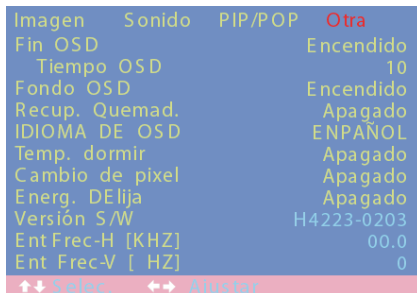 Imagen Sonido PIP/POP Otra
Fin OSD Encendido
Tiempo OSD 10
Fondo OSD Encendido
Recup. Quemad. Apagado
IDIOMA DE OSD ENPAÑOL
Temp. dormir Apagado
Cambio de pixel Apagado
Energ. DElija Apagado
Versión S/W H4223-0203
Ent Frec-H [KHZ] 00.0
Ent Frec-V [ HZ] 0
Selec. Ajustar